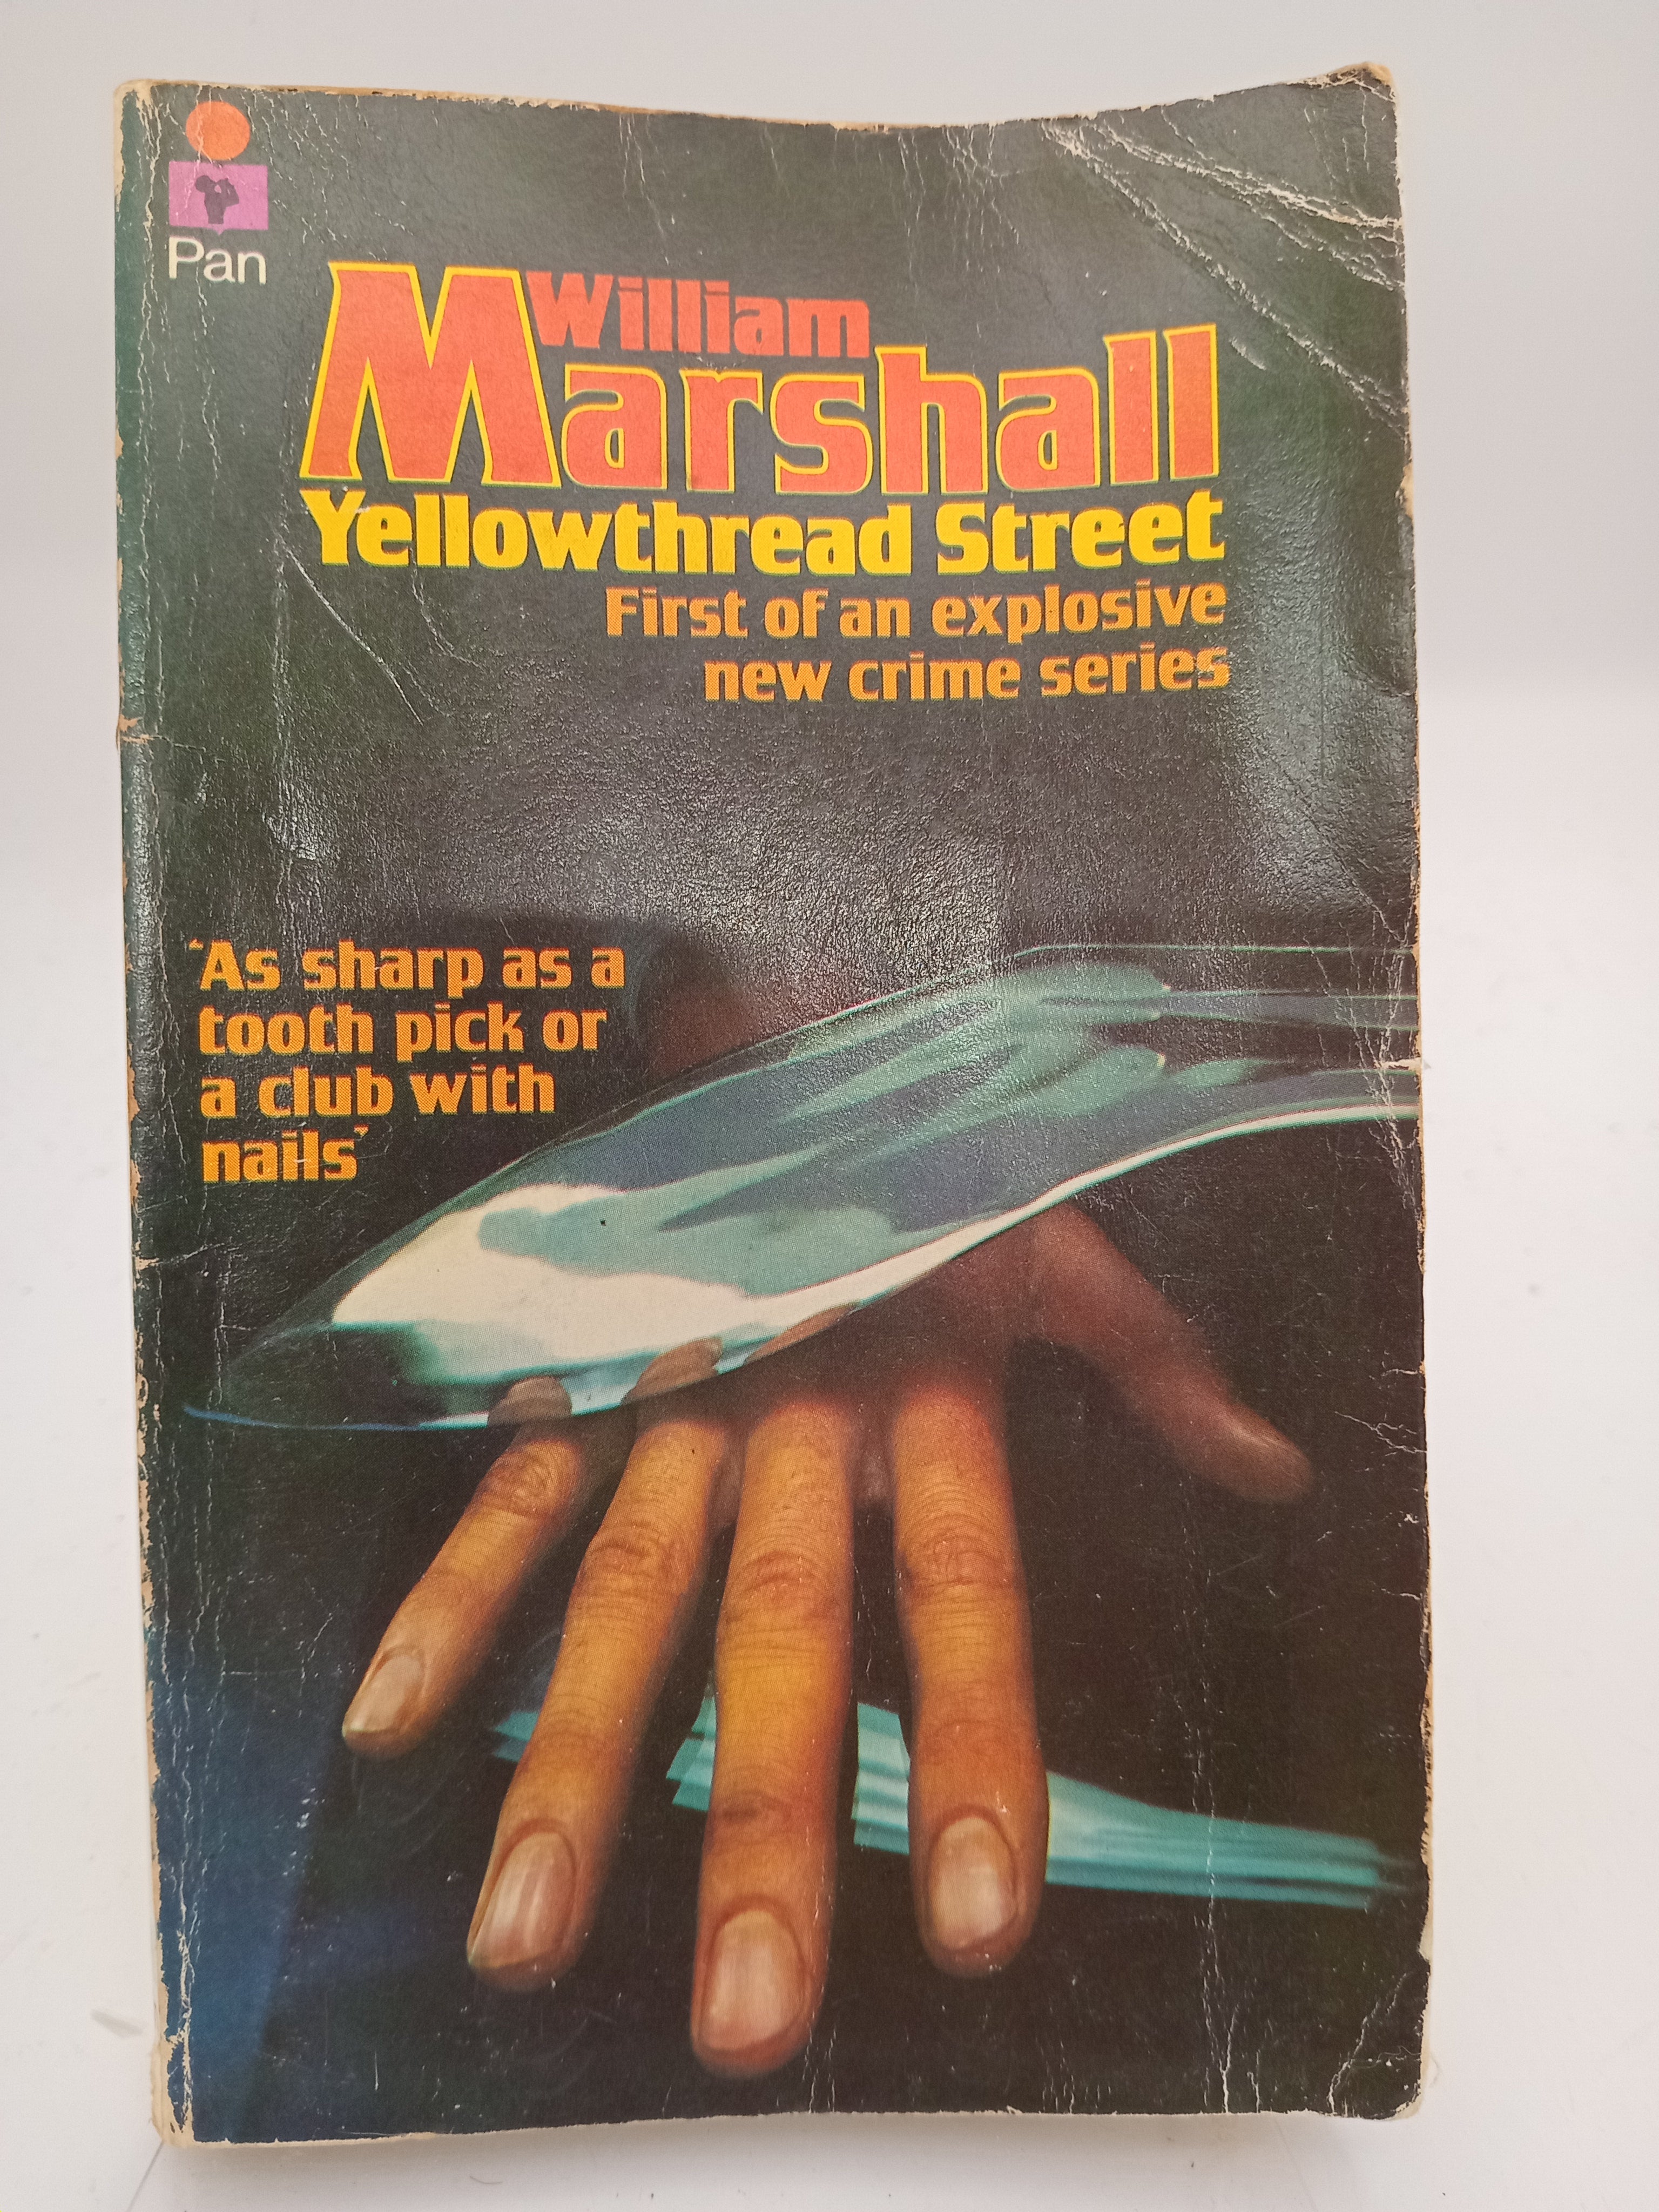 Pan
William
Marshall
Yellowthread Street
First of an explosive
new crime series
‘As sharp as a
tooth pick or
a club with
nails’